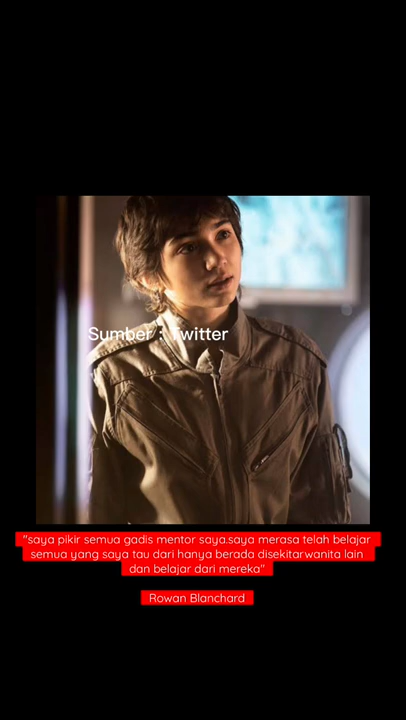 Sumber : Twitter
"saya pikir semua gadis mentor saya.saya merasa telah belajar
semua yang saya tau dari hanya berada disekitarwanita lain
dan belajar dari mereka"
Rowan Blanchard